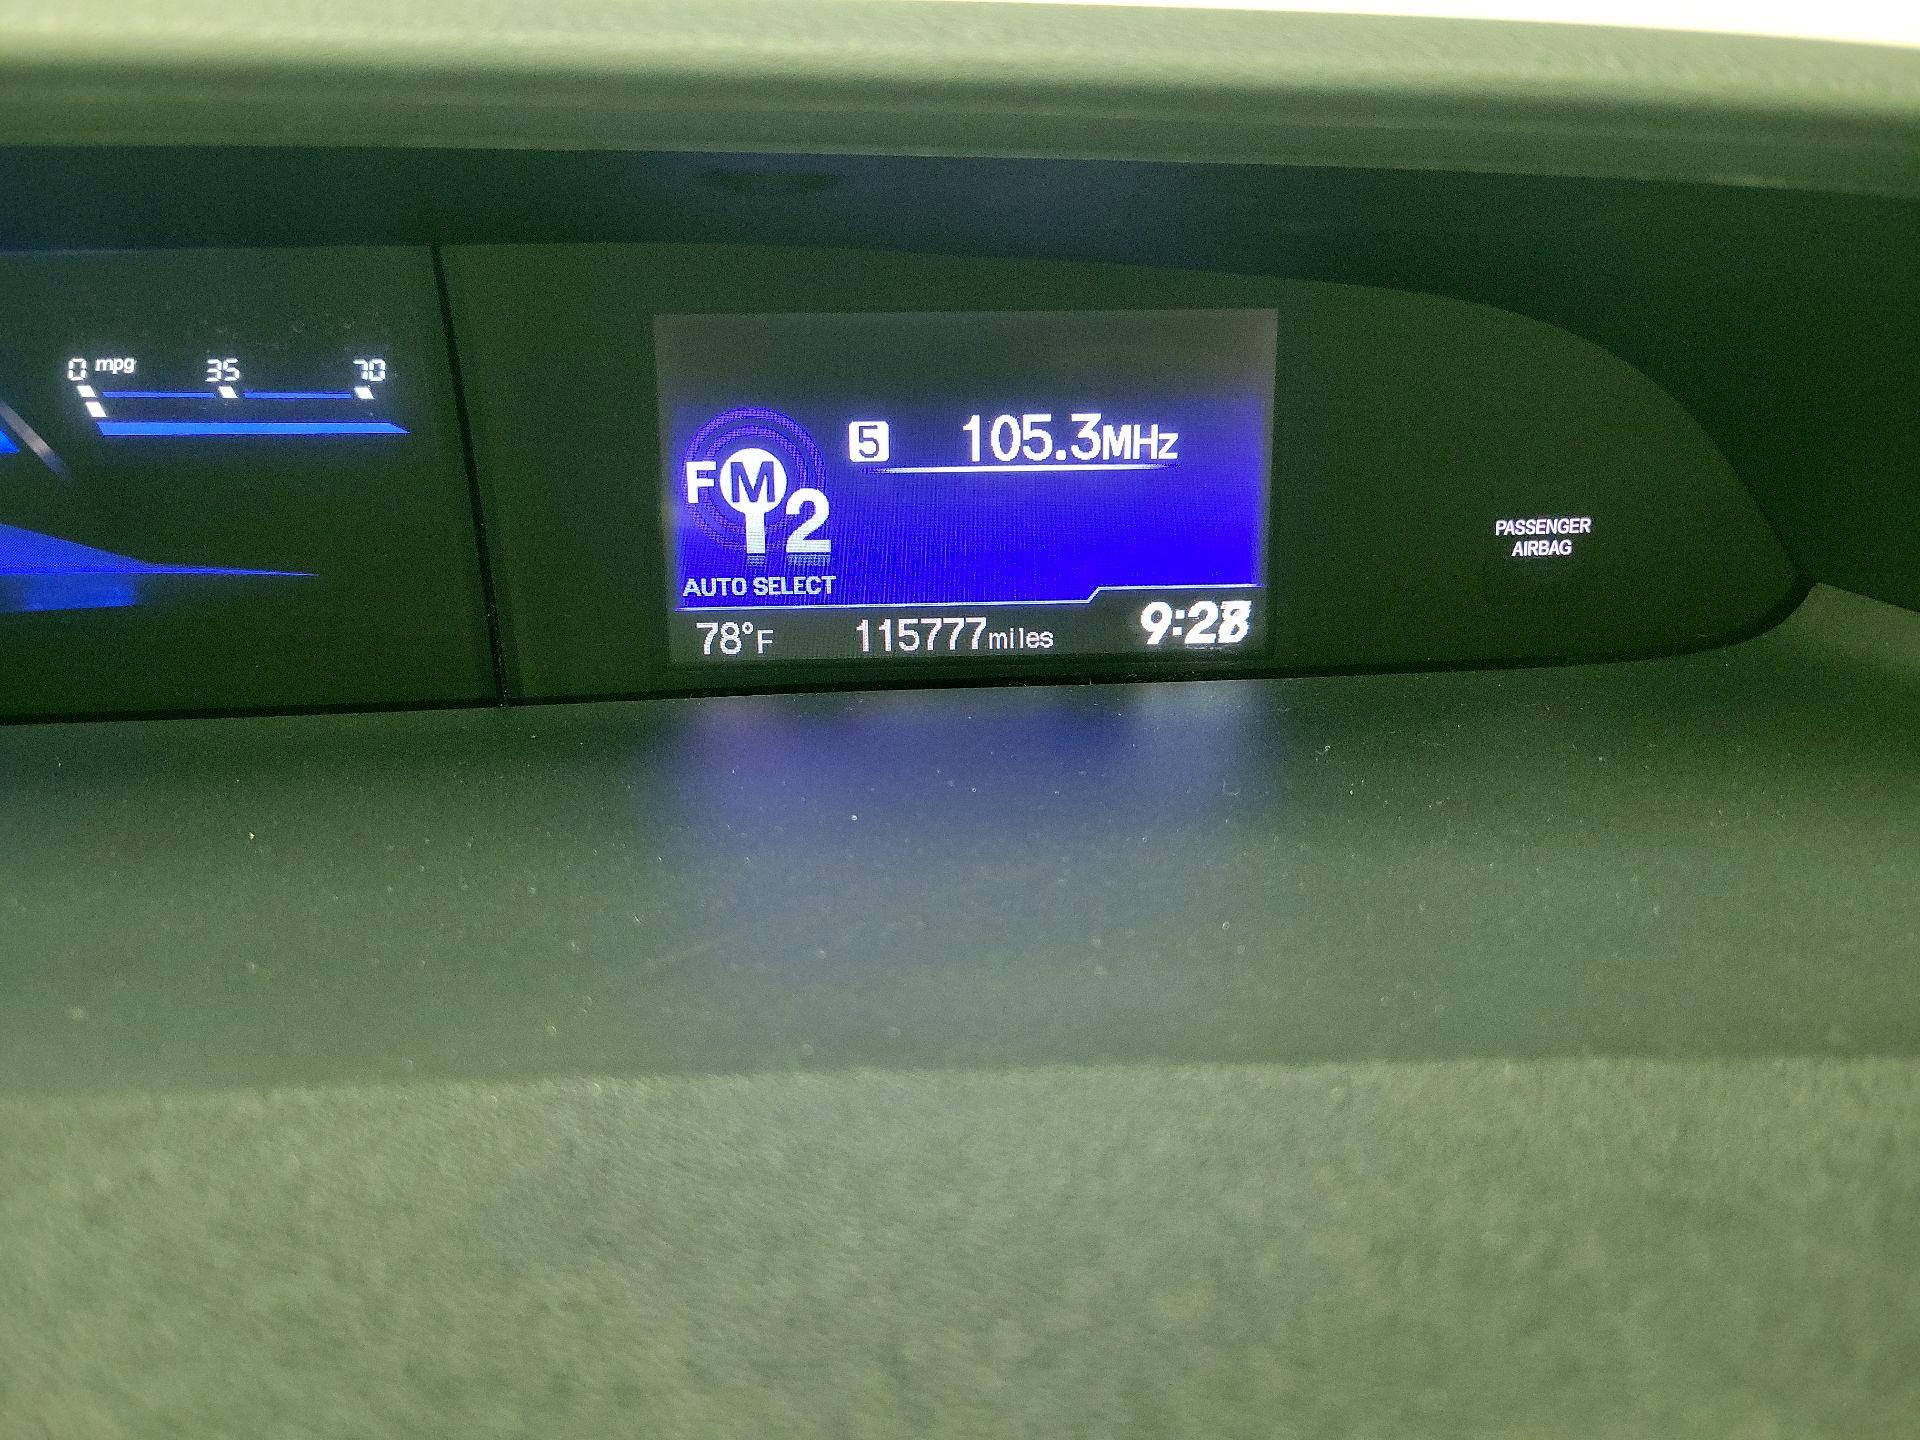 0 mpg 35 70
5 105.3MHz
FM2
AUTO SELECT
78°F 115777miles
PASSENGER
AIRBAG